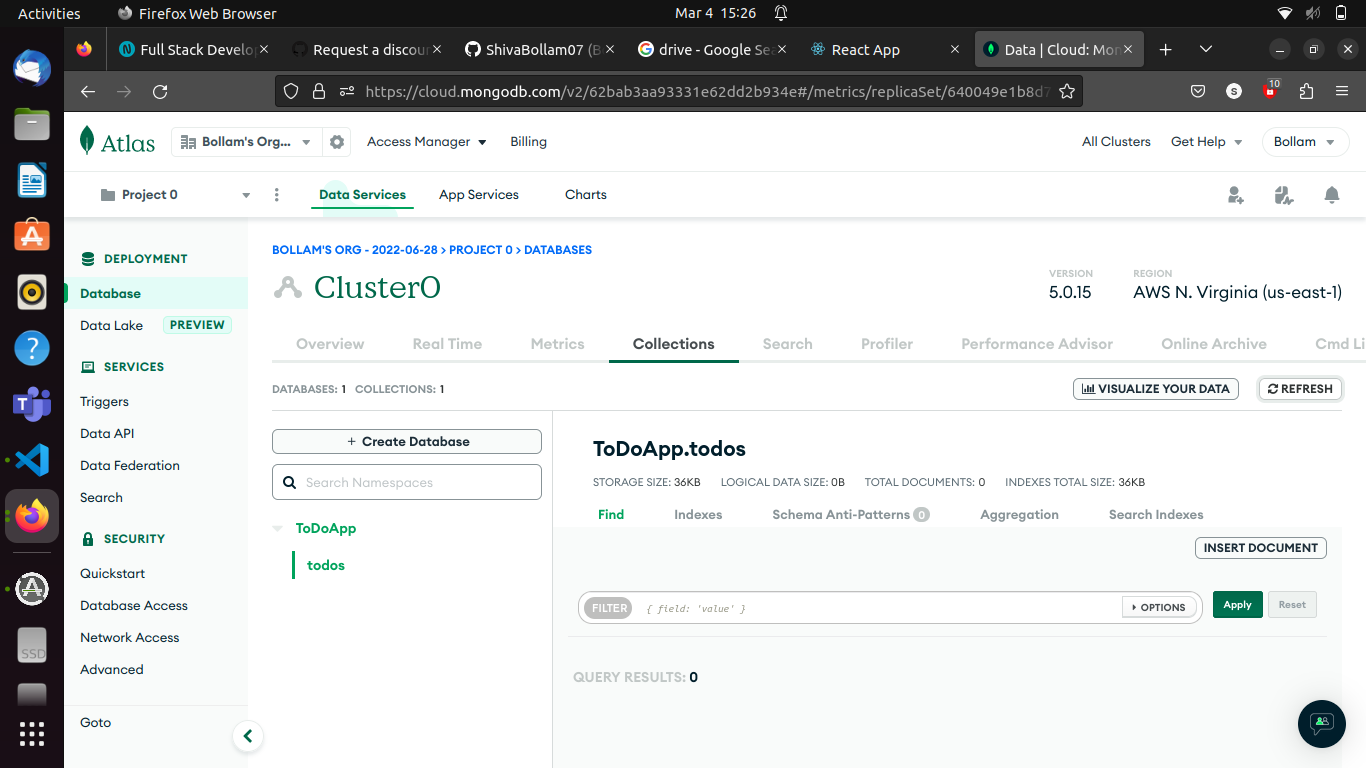 Activities Firefox Web Browser Mar 4 15:26
Full Stack Develop Request a discour ShivaBollam07 (B drive - Google Sea React App Data | Cloud: Mon
https://cloud.mongodb.com/v2/62bab3aa93331e62dd2b934e#/metrics/replicaSet/640049e1b8d7 S 10
Atlas Bollam's Org... Access Manager Billing All Clusters Get Help Bollam
Project 0 Data Services App Services Charts
BOLLAM'S ORG - 2022-06-28 > PROJECT 0 > DATABASES
DEPLOYMENT
Database
Data Lake PREVIEW
SERVICES
Triggers
Data API
Data Federation
Search
SECURITY
Quickstart
Database Access
Network Access
Advanced
Goto
Cluster0
VERSION REGION
5.0.15 AWS N. Virginia (us-east-1)
Overview Real Time Metrics Collections Search Profiler Performance Advisor Online Archive Cmd Li
DATABASES: 1 COLLECTIONS: 1 VISUALIZE YOUR DATA REFRESH
+ Create Database
Search Namespaces
ToDoApp
todos
ToDoApp.todos
STORAGE SIZE: 36KB LOGICAL DATA SIZE: 0B TOTAL DOCUMENTS: 0 INDEXES TOTAL SIZE: 36KB
Find Indexes Schema Anti-Patterns 0 Aggregation Search Indexes
INSERT DOCUMENT
FILTER { field: 'value' } OPTIONS Apply Reset
QUERY RESULTS: 0
SSD